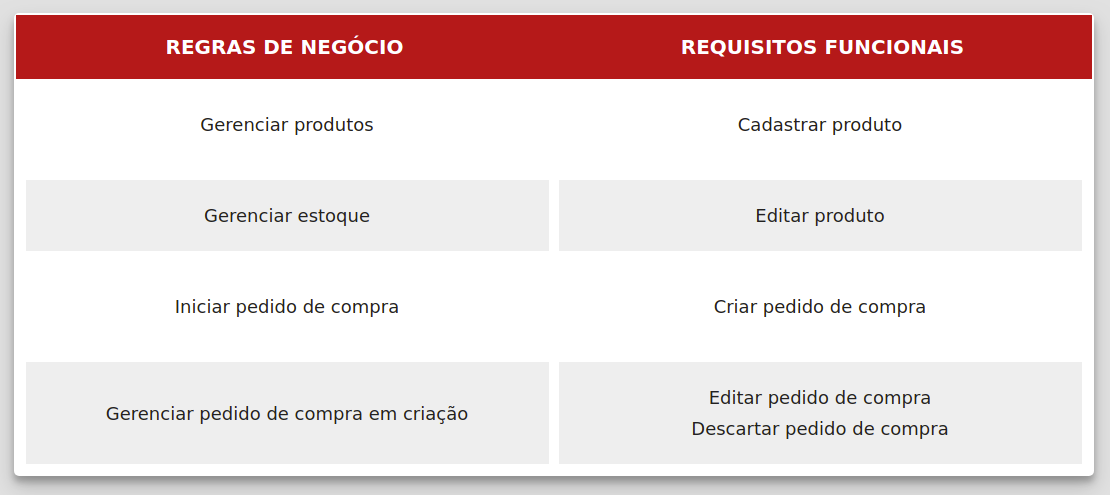 REGRAS DE NEGÓCIO
REQUISITOS FUNCIONAIS
Gerenciar produtos
Cadastrar produto
Gerenciar estoque
Editar produto
Iniciar pedido de compra
Criar pedido de compra
Gerenciar pedido de compra em criação
Editar pedido de compra
Descartar pedido de compra